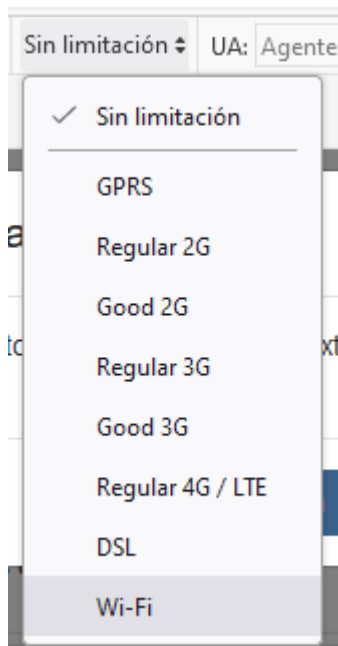 Sin limitación UA: Agente
Sin limitación
GPRS
Regular 2G
Good 2G
Regular 3G
Good 3G
Regular 4G / LTE
DSL
Wi-Fi